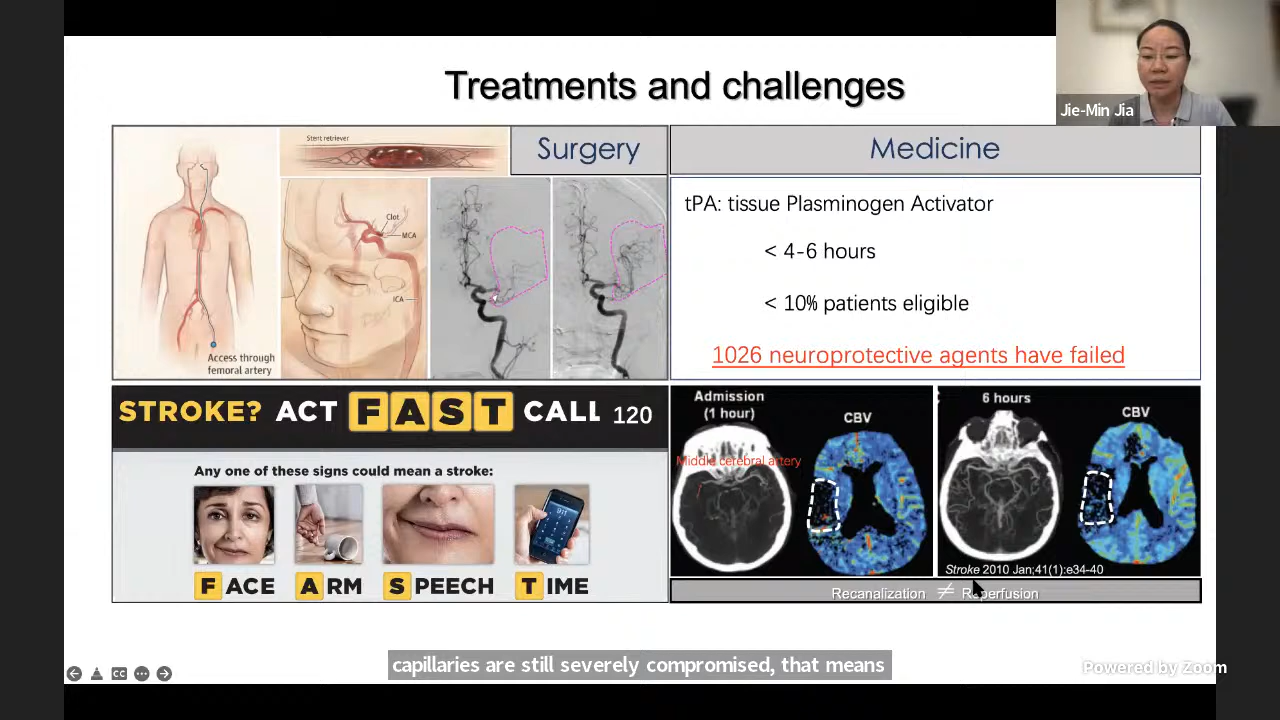 Treatments and challenges
Jie-Min Jia
Stent retriever
Surgery
Clot
MCA
ICA
Access through
femoral artery
Medicine
tPA: tissue Plasminogen Activator
< 4-6 hours
< 10% patients eligible
1026 neuroprotective agents have failed
STROKE? ACT FAST CALL 120
Any one of these signs could mean a stroke:
911
FACE ARM SPEECH TIME
Admission
(1 hour)
CBV
Middle cerebral artery
6 hours
CBV
Stroke 2010 Jan;41(1):e34-40
Recanalization ≠ Reperfusion
capillaries are still severely compromised, that means
CC
Powered by Zoom